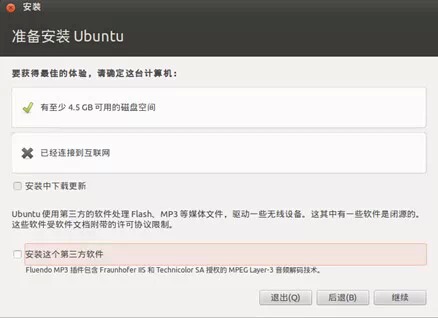 安装
准备安装 Ubuntu
要获得最佳的体验，请确定这台计算机：
有至少 4.5 GB 可用的磁盘空间
已经连接到互联网
安装中下载更新
Ubuntu 使用第三方的软件处理 Flash、MP3 等媒体文件，驱动一些无线设备。这其中有一些软件是闭源的。
这些软件受软件文档附带的许可协议限制。
安装这个第三方软件
Fluendo MP3 插件包含 Fraunhofer IIS 和 Technicolor SA 授权的 MPEG Layer-3 音频解码技术。
退出(Q) 后退(B) 继续